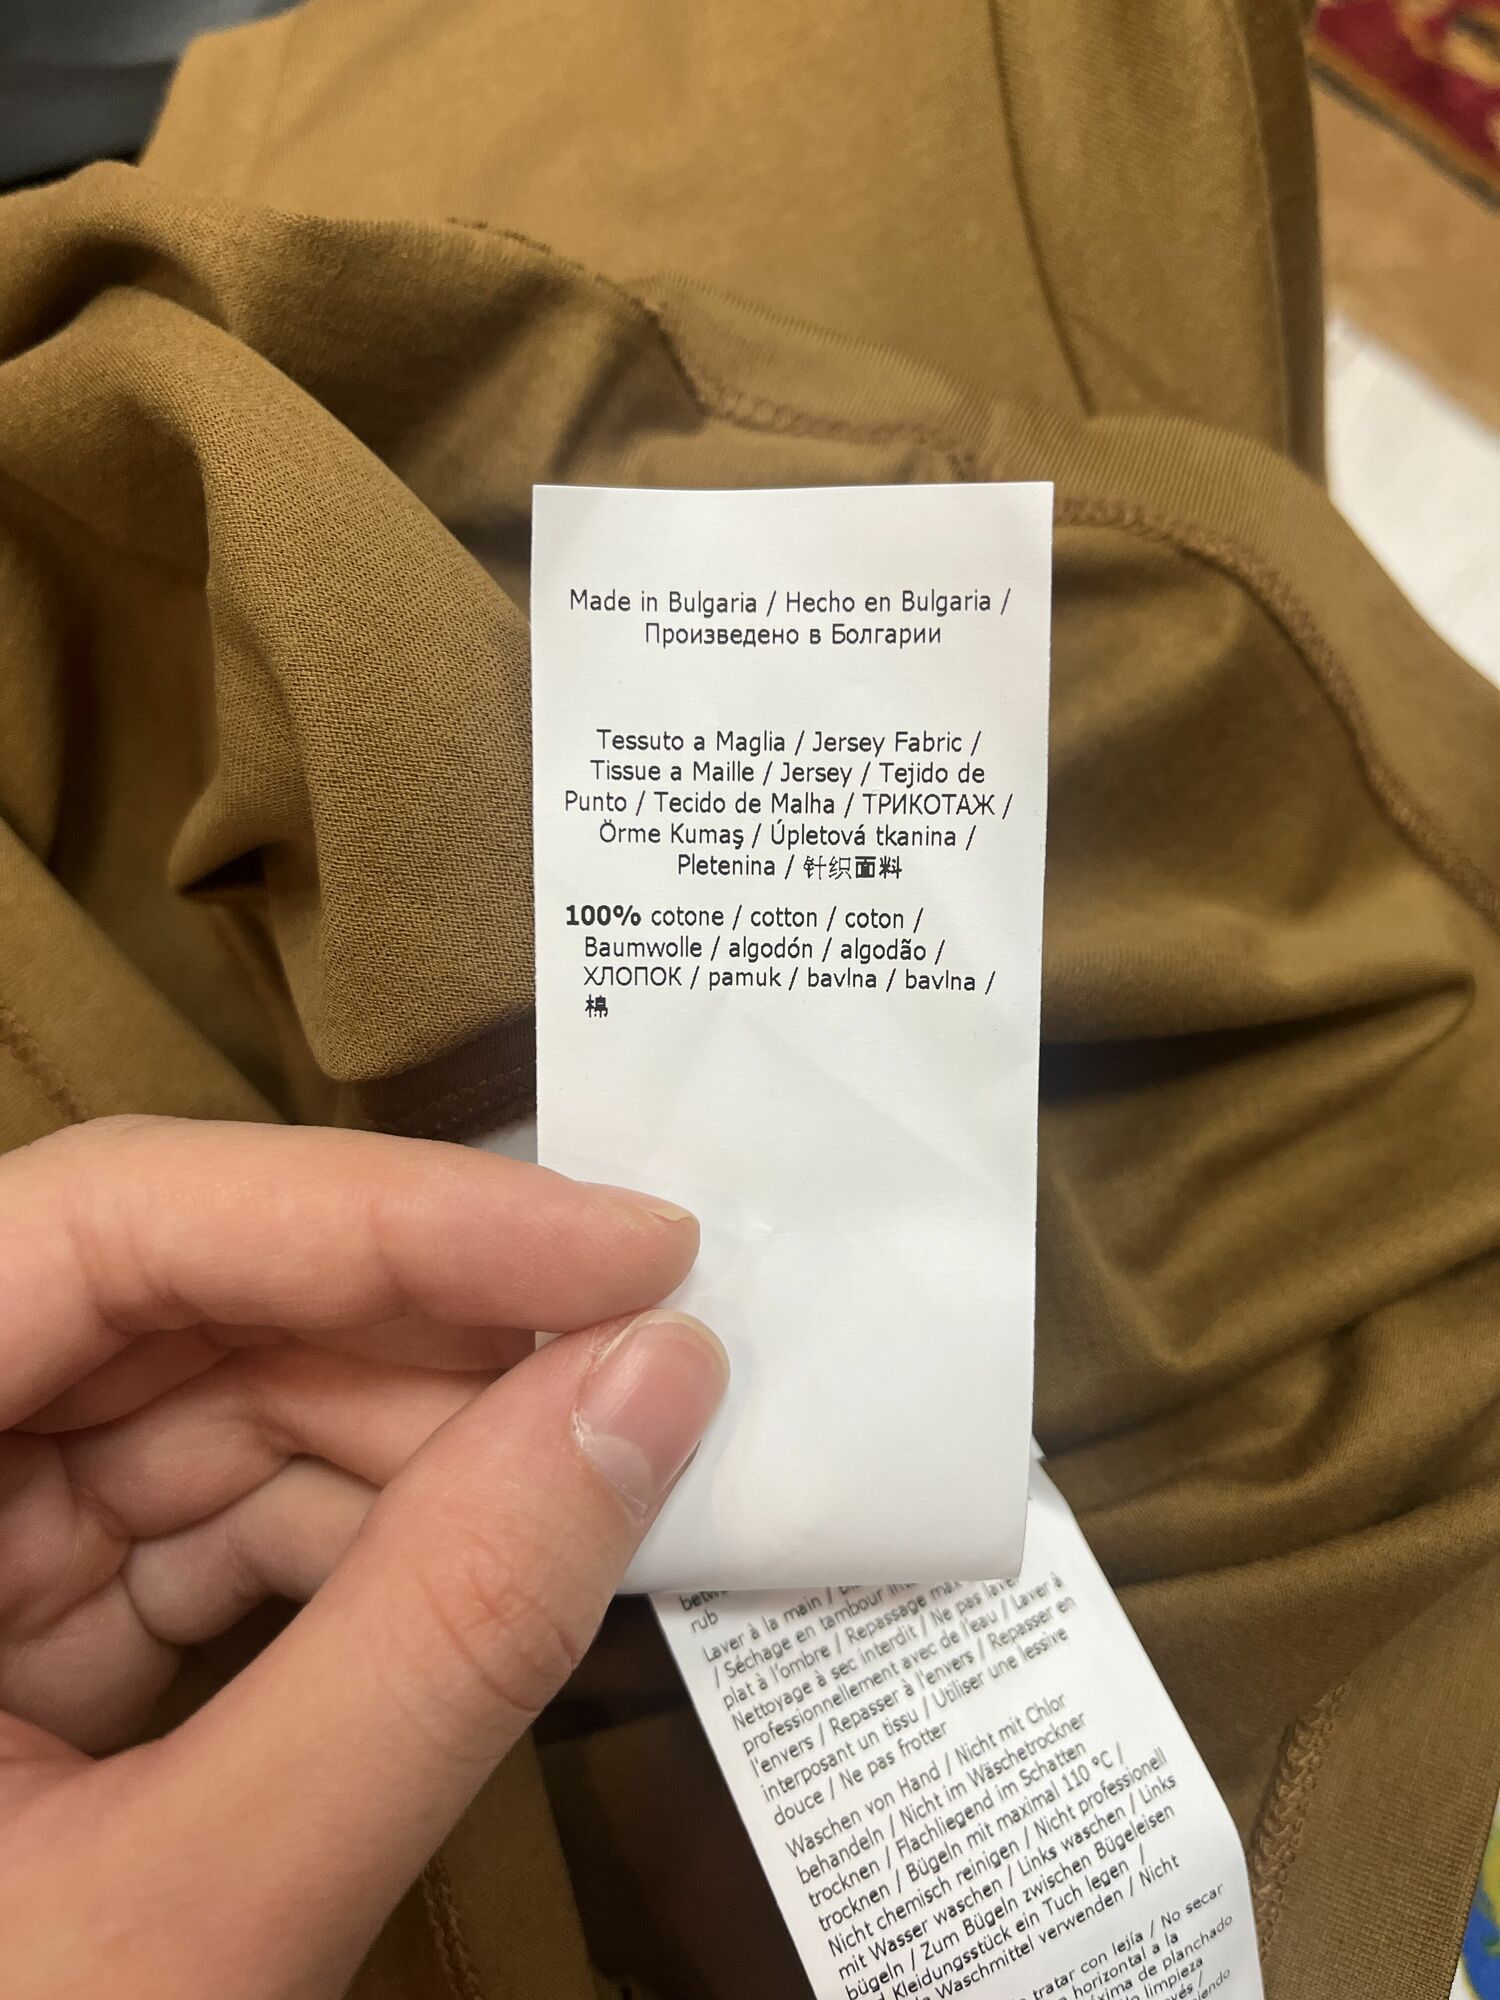 Made in Bulgaria / Hecho en Bulgaria /
Произведено в Болгарии
Tessuto a Maglia / Jersey Fabric /
Tissue a Maille / Jersey / Tejido de
Punto / Tecido de Malha / ТРИКОТАЖ /
Örme Kumaş / Úpletová tkanina /
Pletenina / 针织面料
100% cotone / cotton / coton /
Baumwolle / algodón / algodão /
ХЛОПОК / pamuk / bavlna / bavlna /
棉
rub
Laver à la main /
/ Séchage en tambour
plat à l'ombre / Repassage
Nettoyage à sec interdit / Ne pas laver
professionnellement avec de l'eau / Laver à
l'envers / Repasser à l'envers / Repasser en
interposant un tissu / Utiliser une lessive
douce / Ne pas frotter
Waschen von Hand / Nicht mit Chlor
behandeln / Nicht im Wäschetrockner
trocknen / Flachliegend im Schatten
trocknen / Bügeln mit maximal 110 °C /
Nicht chemisch reinigen / Nicht professionell
mit Wasser waschen / Links waschen / Links
bügeln / Zum Bügeln zwischen Bügeleisen
Kleidungsstück ein Tuch legen /
Waschmittel verwenden / Nicht
tratar con lejía / No secar
horizontal a la
de planchado
limpieza